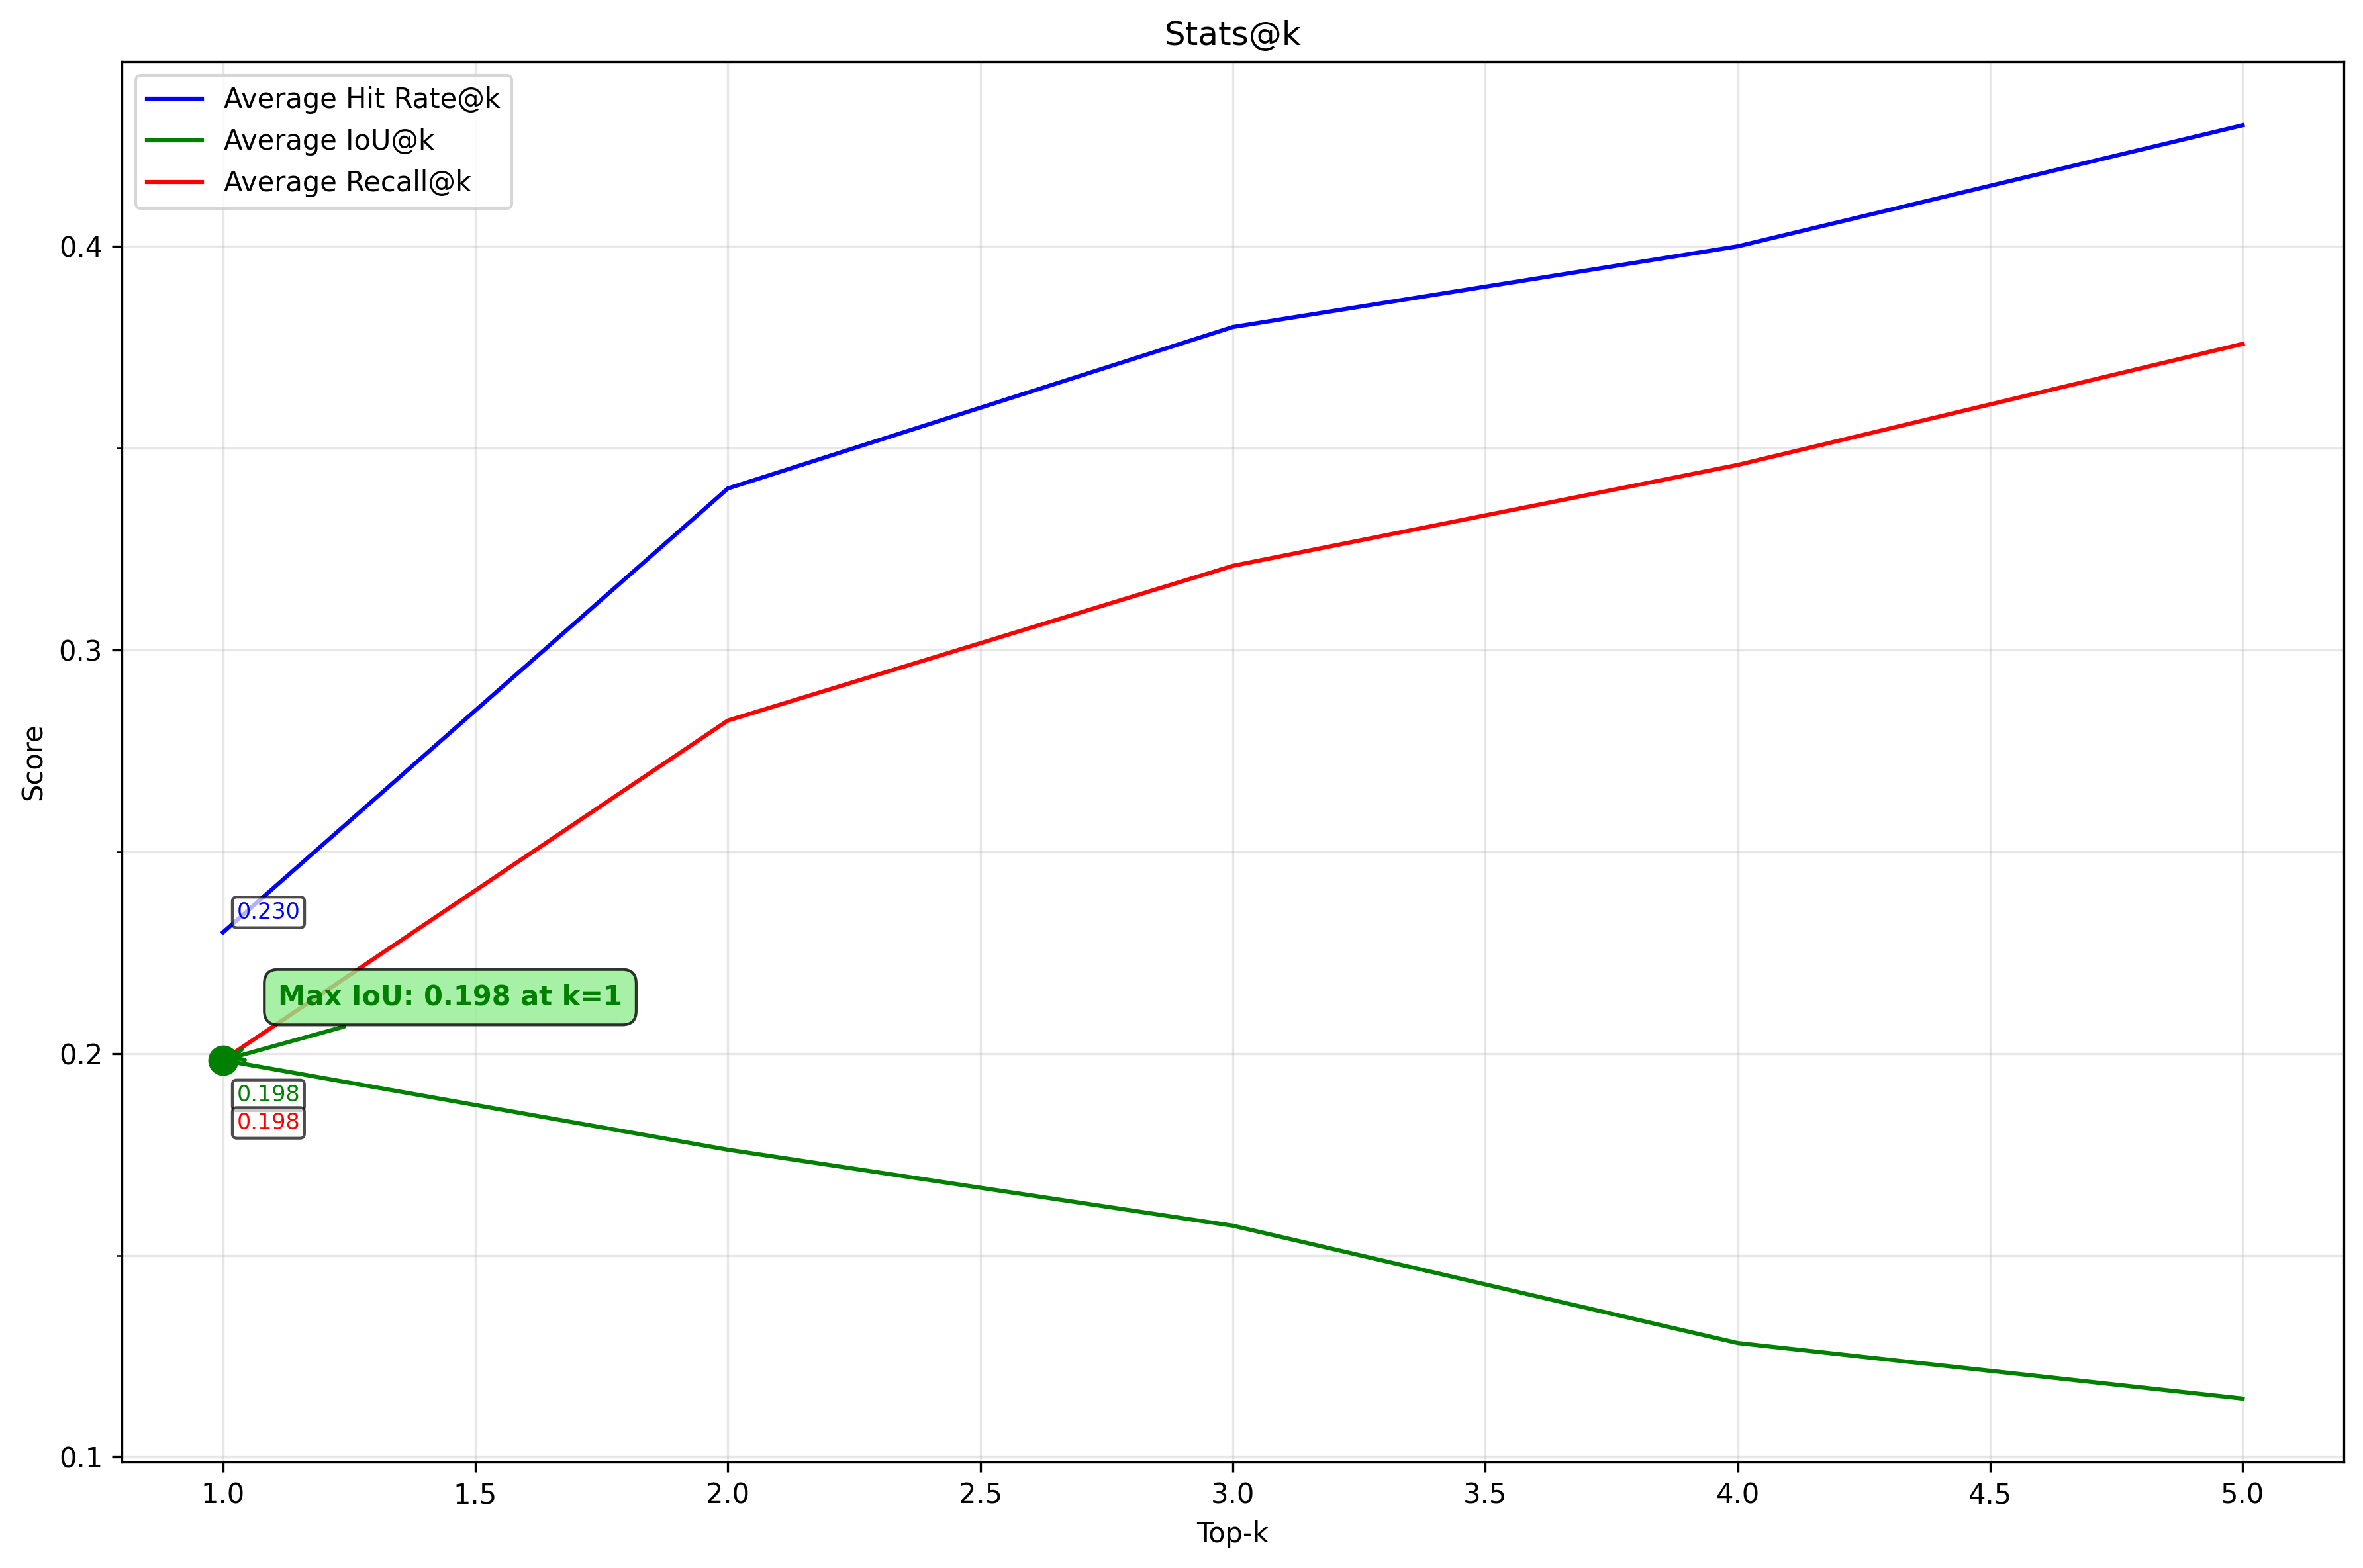 Stats@k
Average Hit Rate@k
Average IoU@k
Average Recall@k
0.4
0.3
0.2
0.1
Score
0.230
Max IoU: 0.198 at k=1
0.198
0.198
1.0 1.5 2.0 2.5 3.0 3.5 4.0 4.5 5.0
Top-k